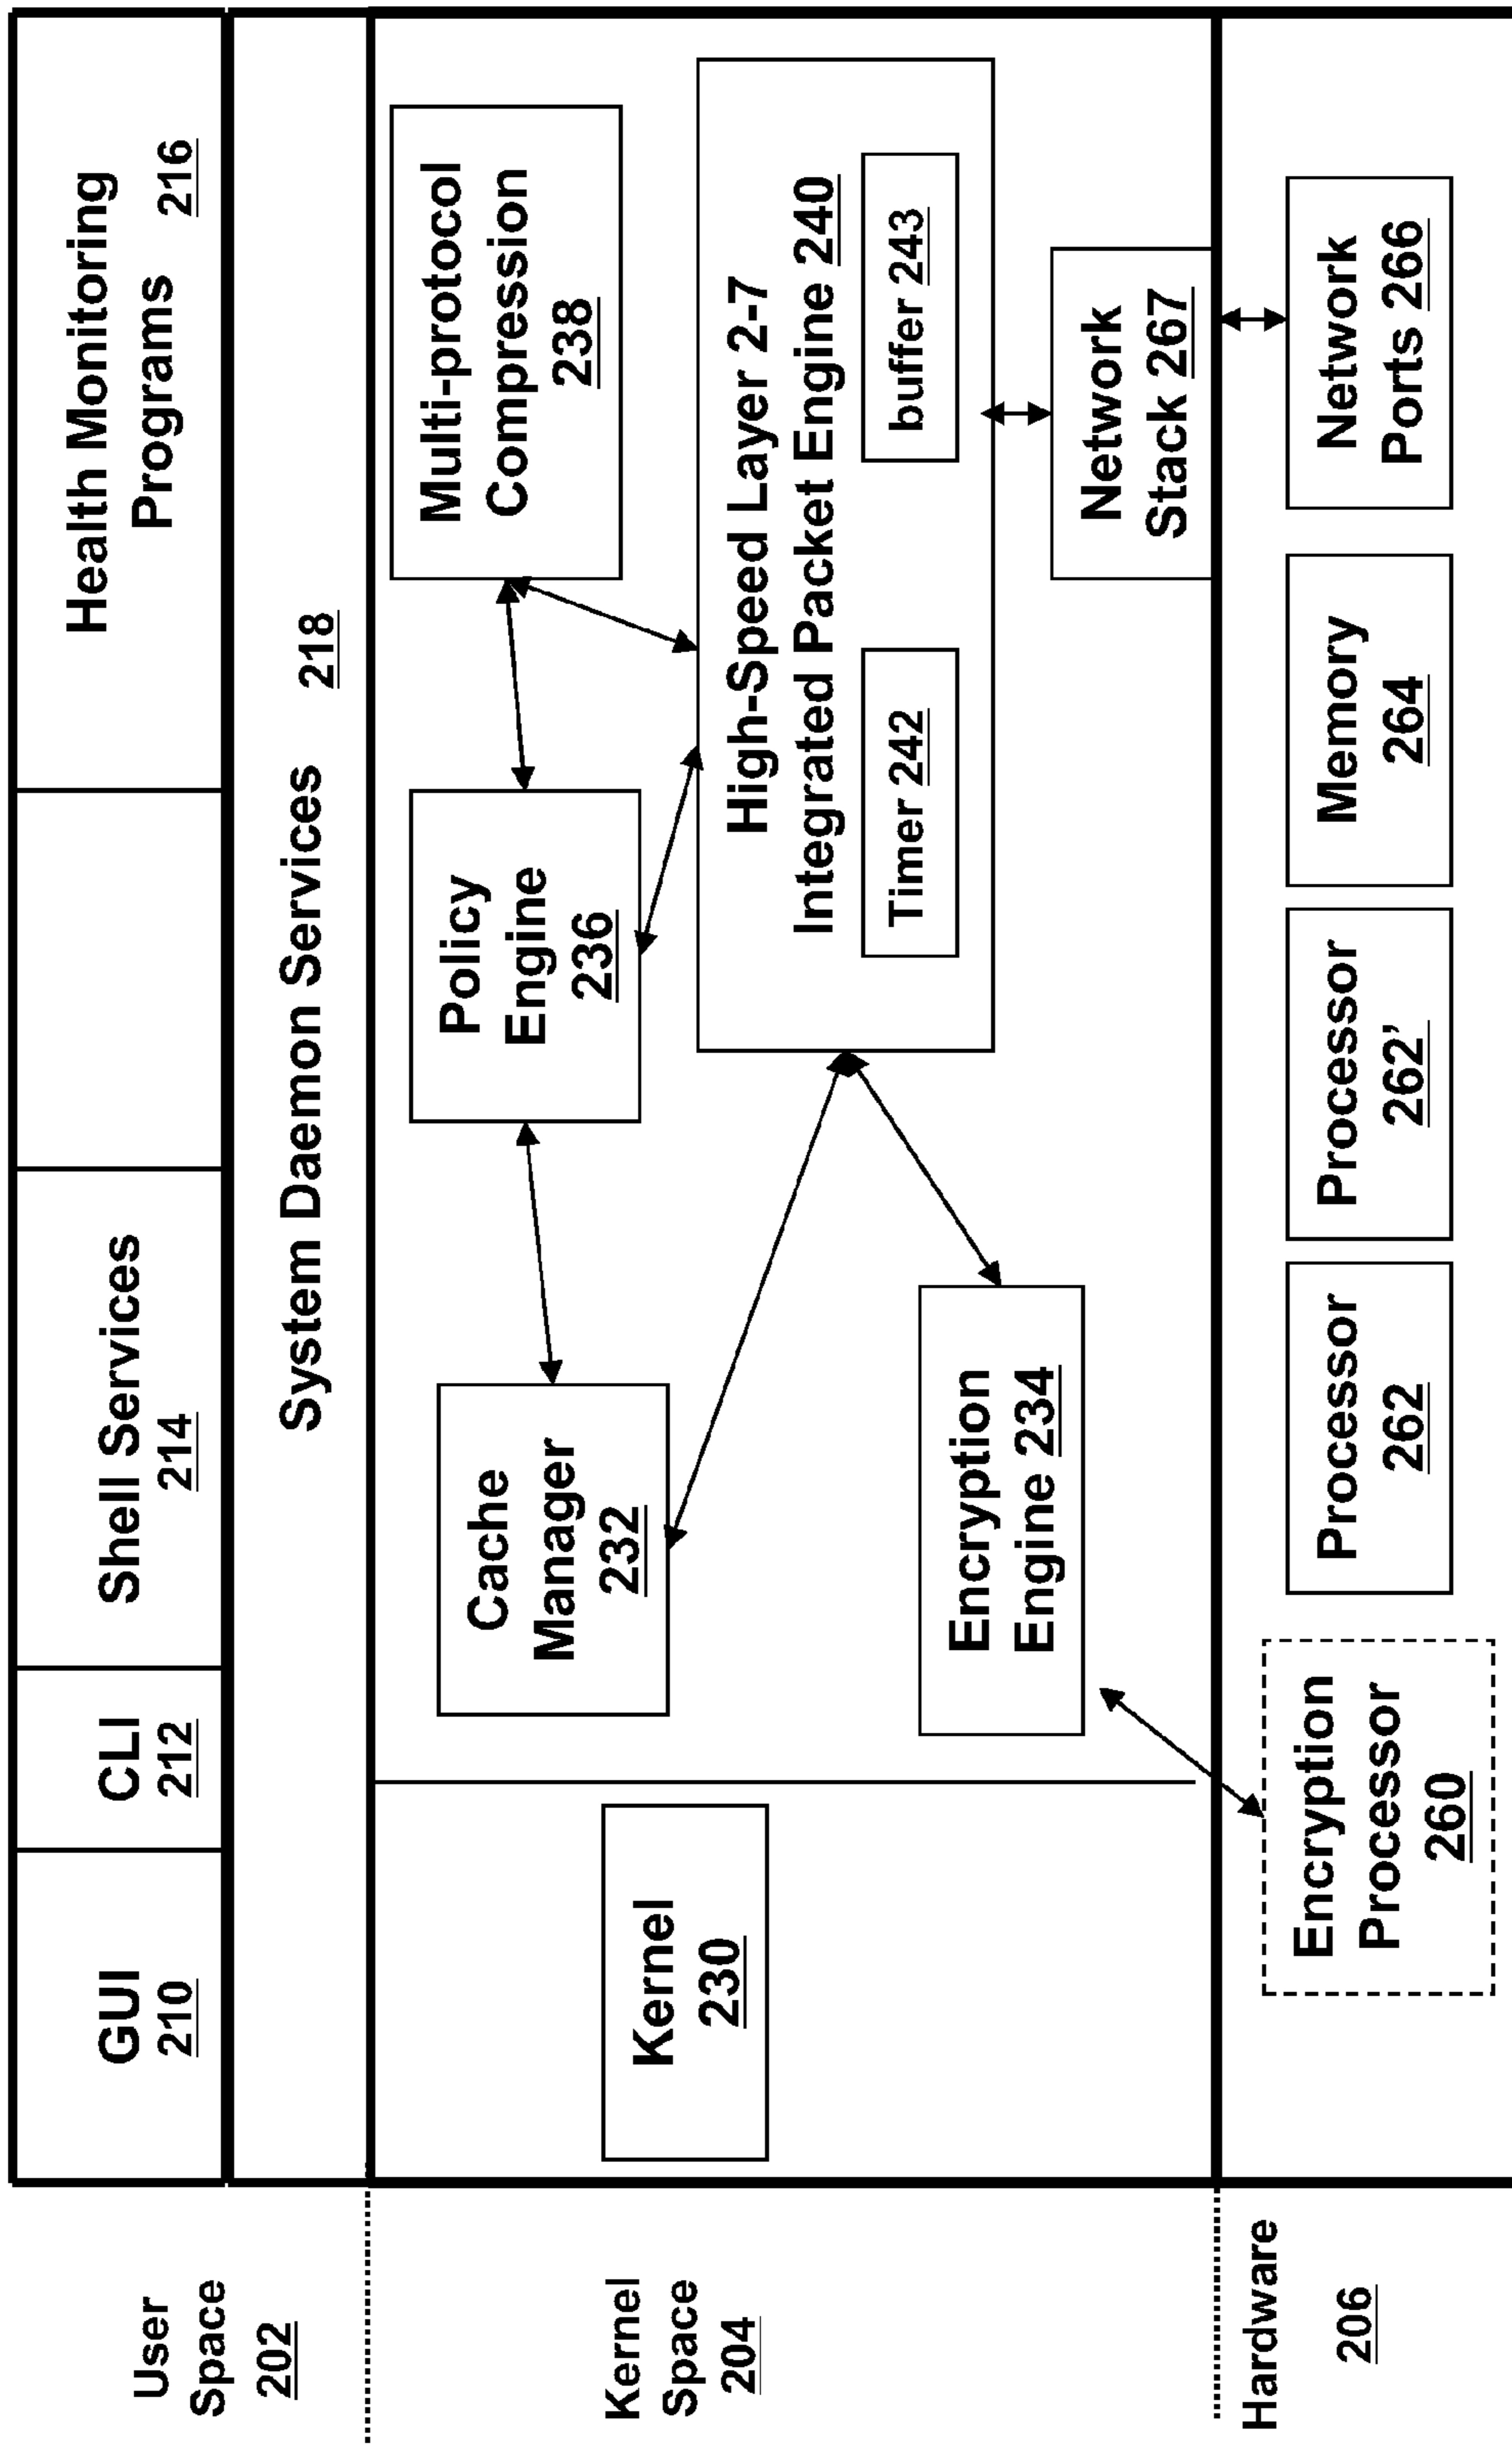 User
Space
202
GUI
210
CLI
212
Shell Services
214
Health Monitoring
Programs 216
System Daemon Services 218
Kernel
Space
204
Kernel
230
Cache
Manager
232
Policy
Engine
236
Multi-protocol
Compression
238
High-Speed Layer 2-7
Integrated Packet Engine 240
Timer 242
buffer 243
Encryption
Engine 234
Network
Stack 267
Hardware
206
Encryption
Processor
260
Processor
262
Processor
262’
Memory
264
Network
Ports 266